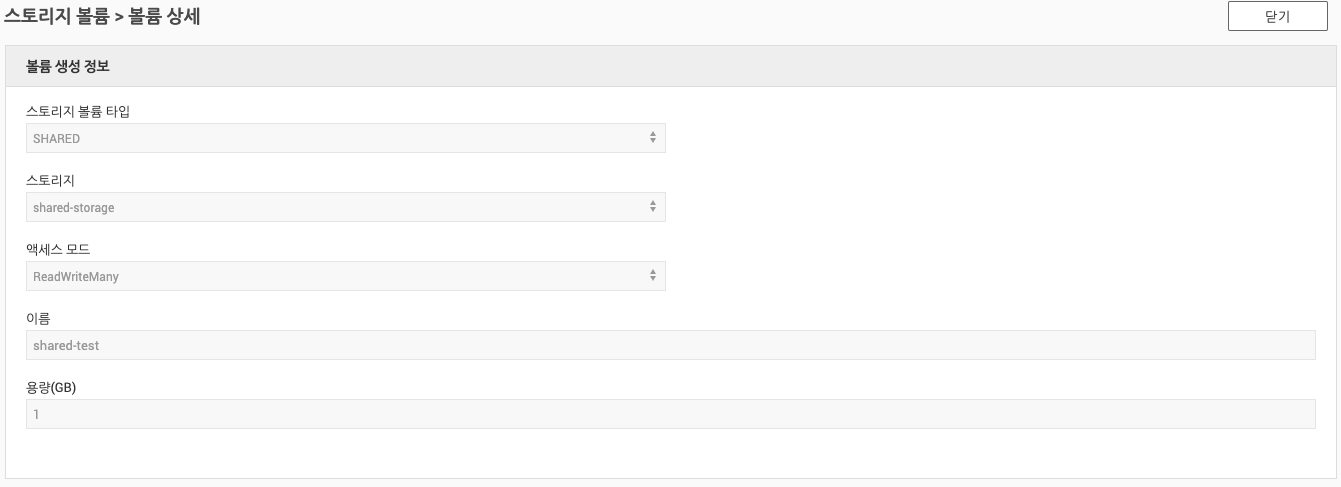 스토리지 볼륨 > 볼륨 상세
닫기
볼륨 생성 정보
스토리지 볼륨 타입
SHARED
스토리지
shared-storage
액세스 모드
ReadWriteMany
이름
shared-test
용량(GB)
1